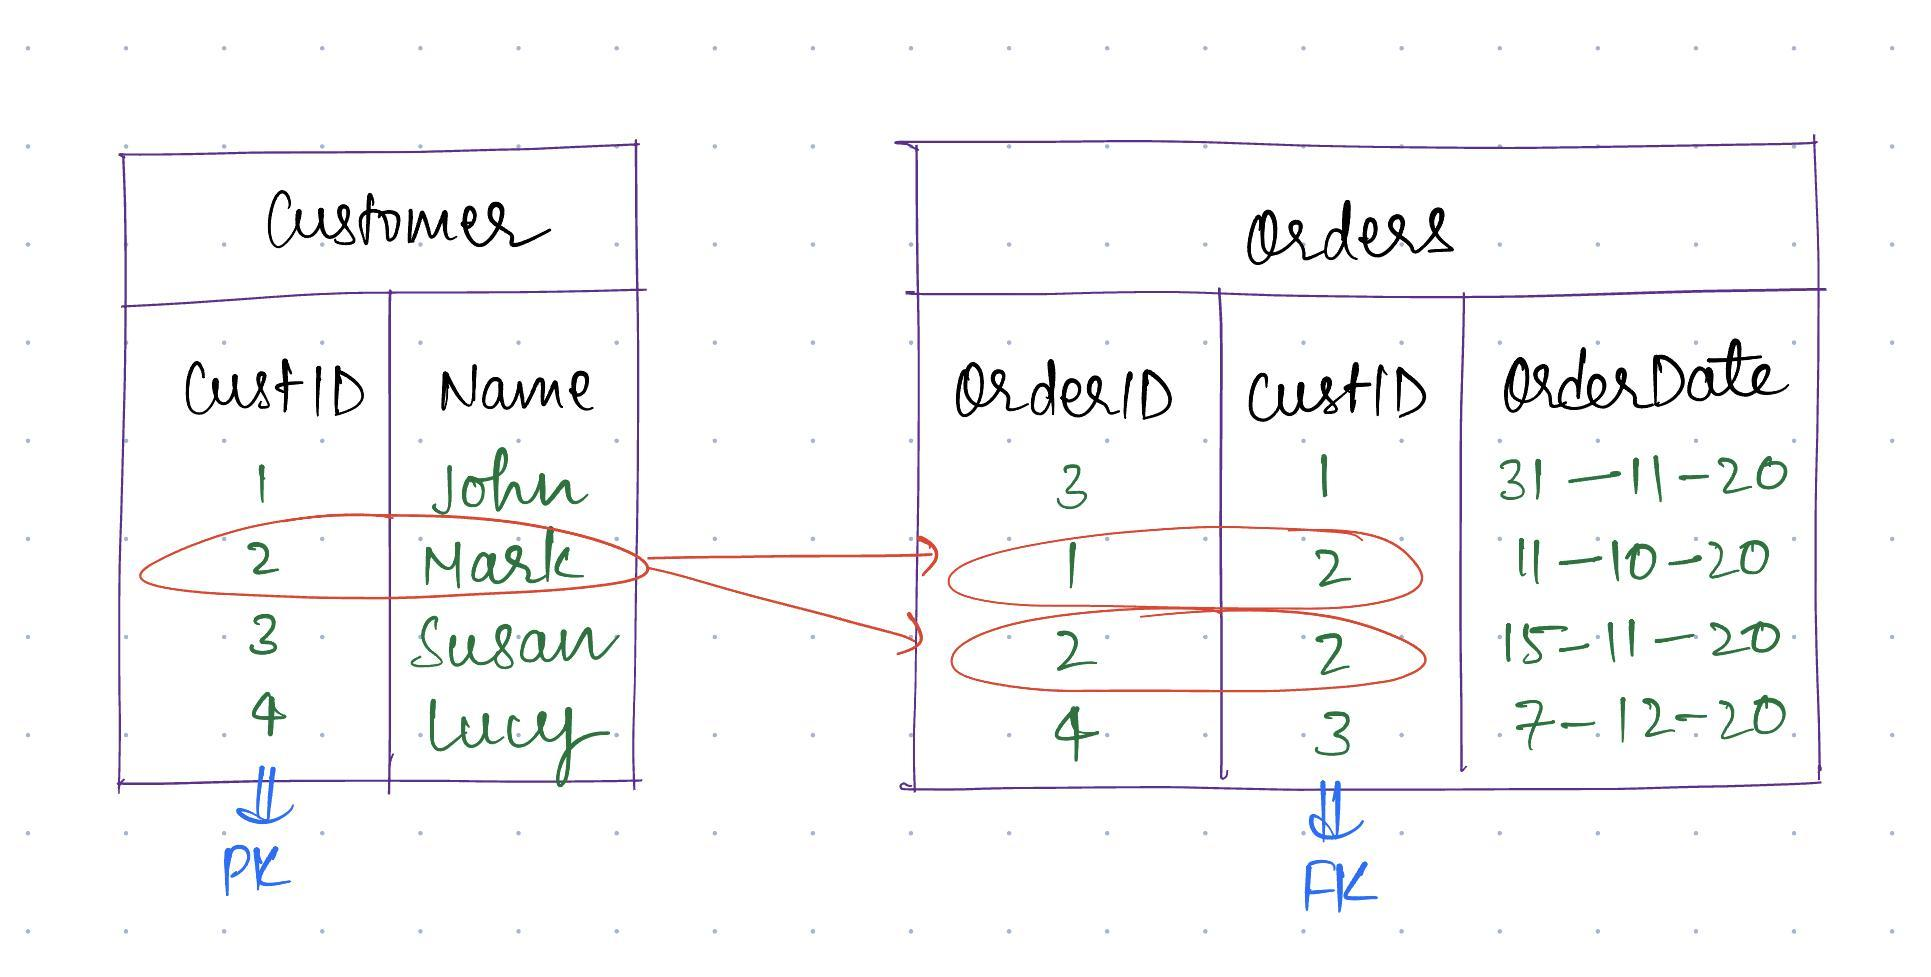 Customer
Orders
CustID Name
OrderID CustID OrderDate
1 John
3 1 31-11-20
2 Mark
1 2 11-10-20
3 Susan
2 2 15-11-20
4 Lucy
4 3 7-12-20
PK
FK